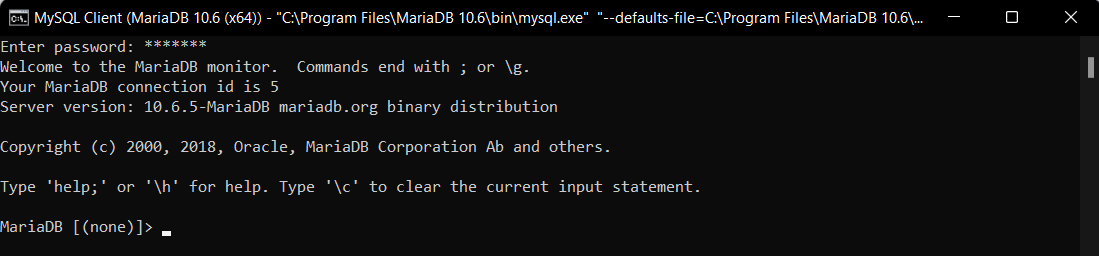 MySQL Client (MariaDB 10.6 (x64)) - "C:\Program Files\MariaDB 10.6\bin\mysql.exe"  "--defaults-file=C:\Program Files\MariaDB 10.6\...
Enter password: *******
Welcome to the MariaDB monitor.  Commands end with ; or \g.
Your MariaDB connection id is 5
Server version: 10.6.5-MariaDB mariadb.org binary distribution
Copyright (c) 2000, 2018, Oracle, MariaDB Corporation Ab and others.
Type 'help;' or '\h' for help. Type '\c' to clear the current input statement.
MariaDB [(none)]>